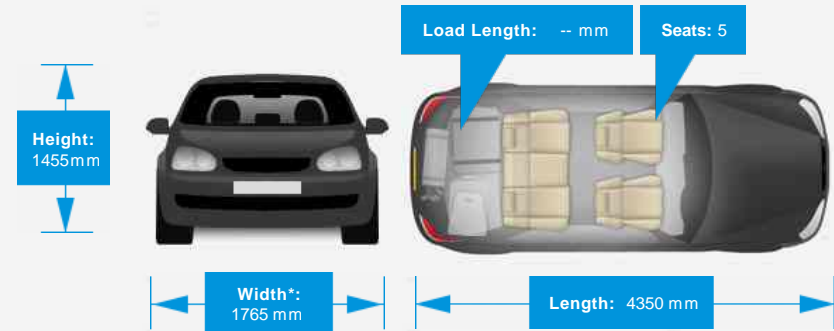 Load Length: -- mm
Seats: 5
Height:
1455mm
Width*:
1765 mm
Length: 4350 mm